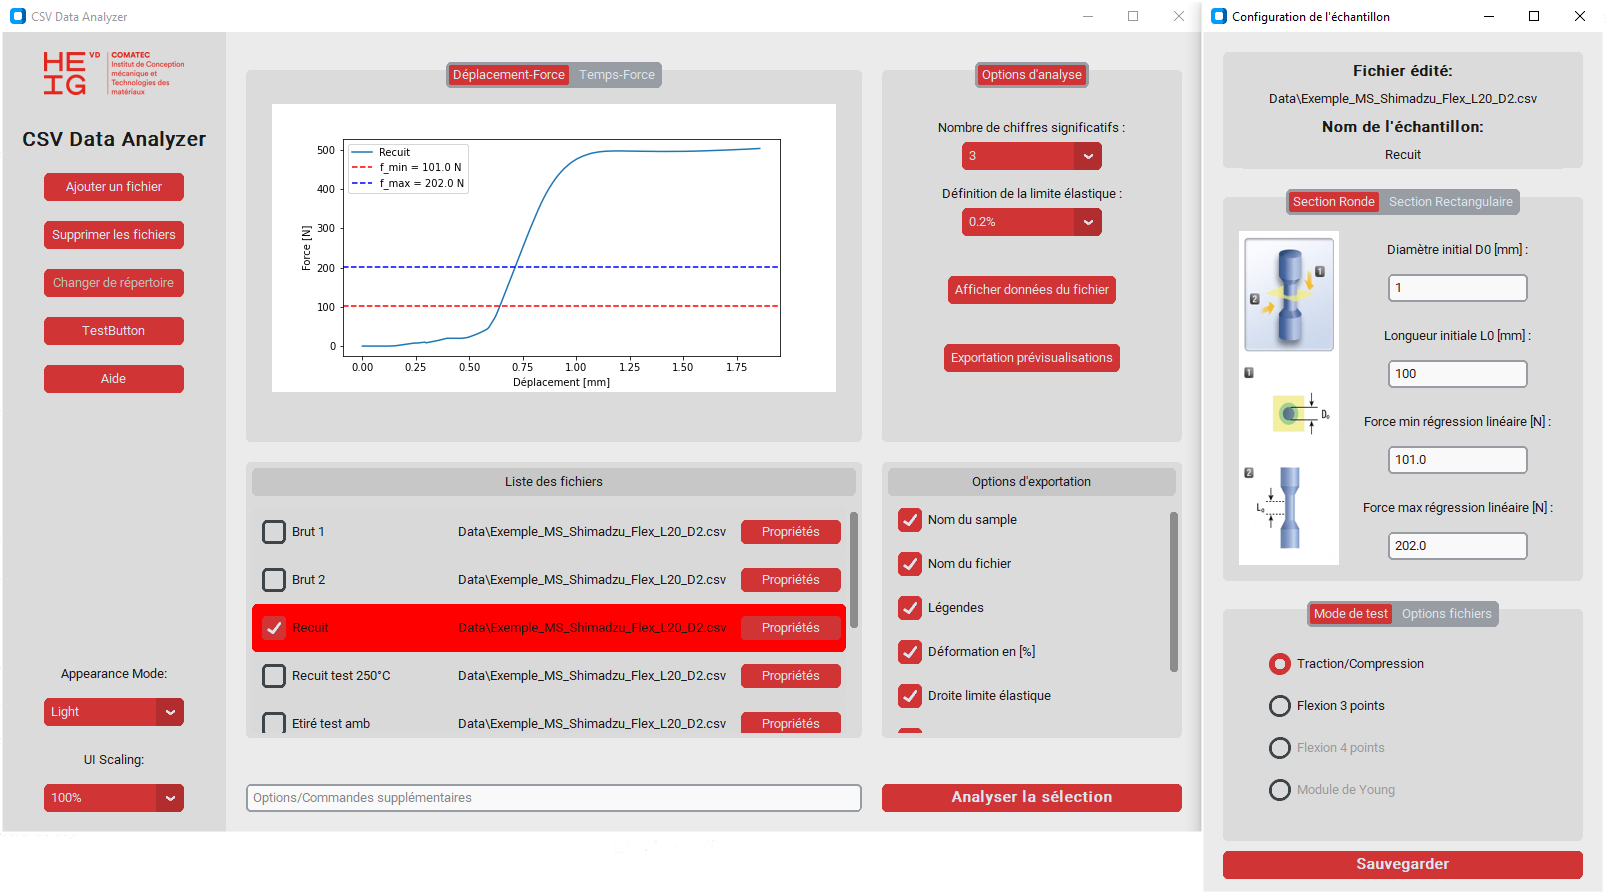 CSV Data Analyzer
HE
IG
VD
COMATEC
Institut de Conception
mécanique et
Technologies des
matériaux
CSV Data Analyzer
Ajouter un fichier
Supprimer les fichiers
Changer de répertoire
TestButton
Aide
Appearance Mode:
Light
UI Scaling:
100%
Déplacement-Force
Temps-Force
Recuit
f_min = 101.0 N
f_max = 202.0 N
Force [N]
500
400
300
200
100
0
0.00
0.25
0.50
0.75
1.00
1.25
1.50
1.75
Déplacement [mm]
Options d'analyse
Nombre de chiffres significatifs :
3
Définition de la limite élastique :
0.2%
Afficher données du fichier
Exportation prévisualisations
Liste des fichiers
Brut 1 Data\Exemple_MS_Shimadzu_Flex_L20_D2.csv Propriétés
Brut 2 Data\Exemple_MS_Shimadzu_Flex_L20_D2.csv Propriétés
Recuit Data\Exemple_MS_Shimadzu_Flex_L20_D2.csv Propriétés
Recuit test 250°C Data\Exemple_MS_Shimadzu_Flex_L20_D2.csv Propriétés
Etiré test amb Data\Exemple_MS_Shimadzu_Flex_L20_D2.csv Propriétés
Options d'exportation
Nom du sample
Nom du fichier
Légendes
Déformation en [%]
Droite limite élastique
Options/Commandes supplémentaires
Analyser la sélection
Configuration de l'échantillon
Fichier édité:
Data\Exemple_MS_Shimadzu_Flex_L20_D2.csv
Nom de l'échantillon:
Recuit
Section Ronde
Section Rectangulaire
1
2
1
D₀
2
L₀
Diamètre initial D0 [mm] :
1
Longueur initiale L0 [mm] :
100
Force min régression linéaire [N] :
101.0
Force max régression linéaire [N] :
202.0
Mode de test
Options fichiers
Traction/Compression
Flexion 3 points
Flexion 4 points
Module de Young
Sauvegarder